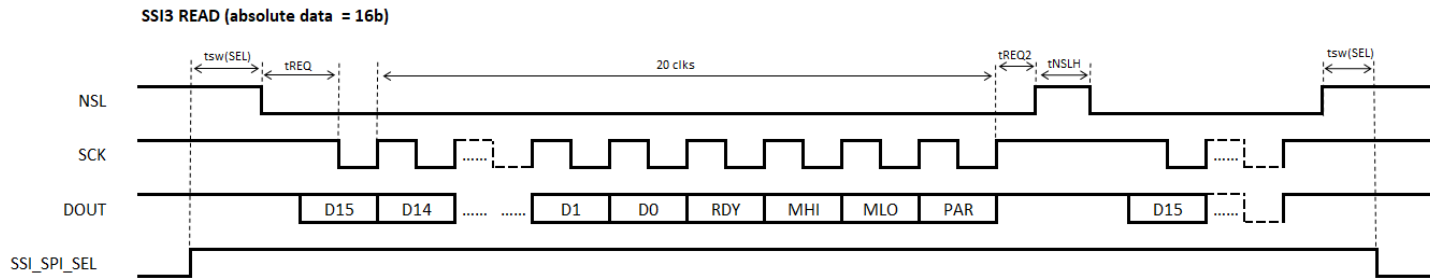 SSI3 READ (absolute data = 16b)
tsw(SEL) tREQ 20 clks tREQ2 tNSLH tsw(SEL)
NSL
SCK ...... ......
DOUT D15 D14 ...... ...... D1 D0 RDY MHI MLO PAR D15 ......
SSI_SPI_SEL